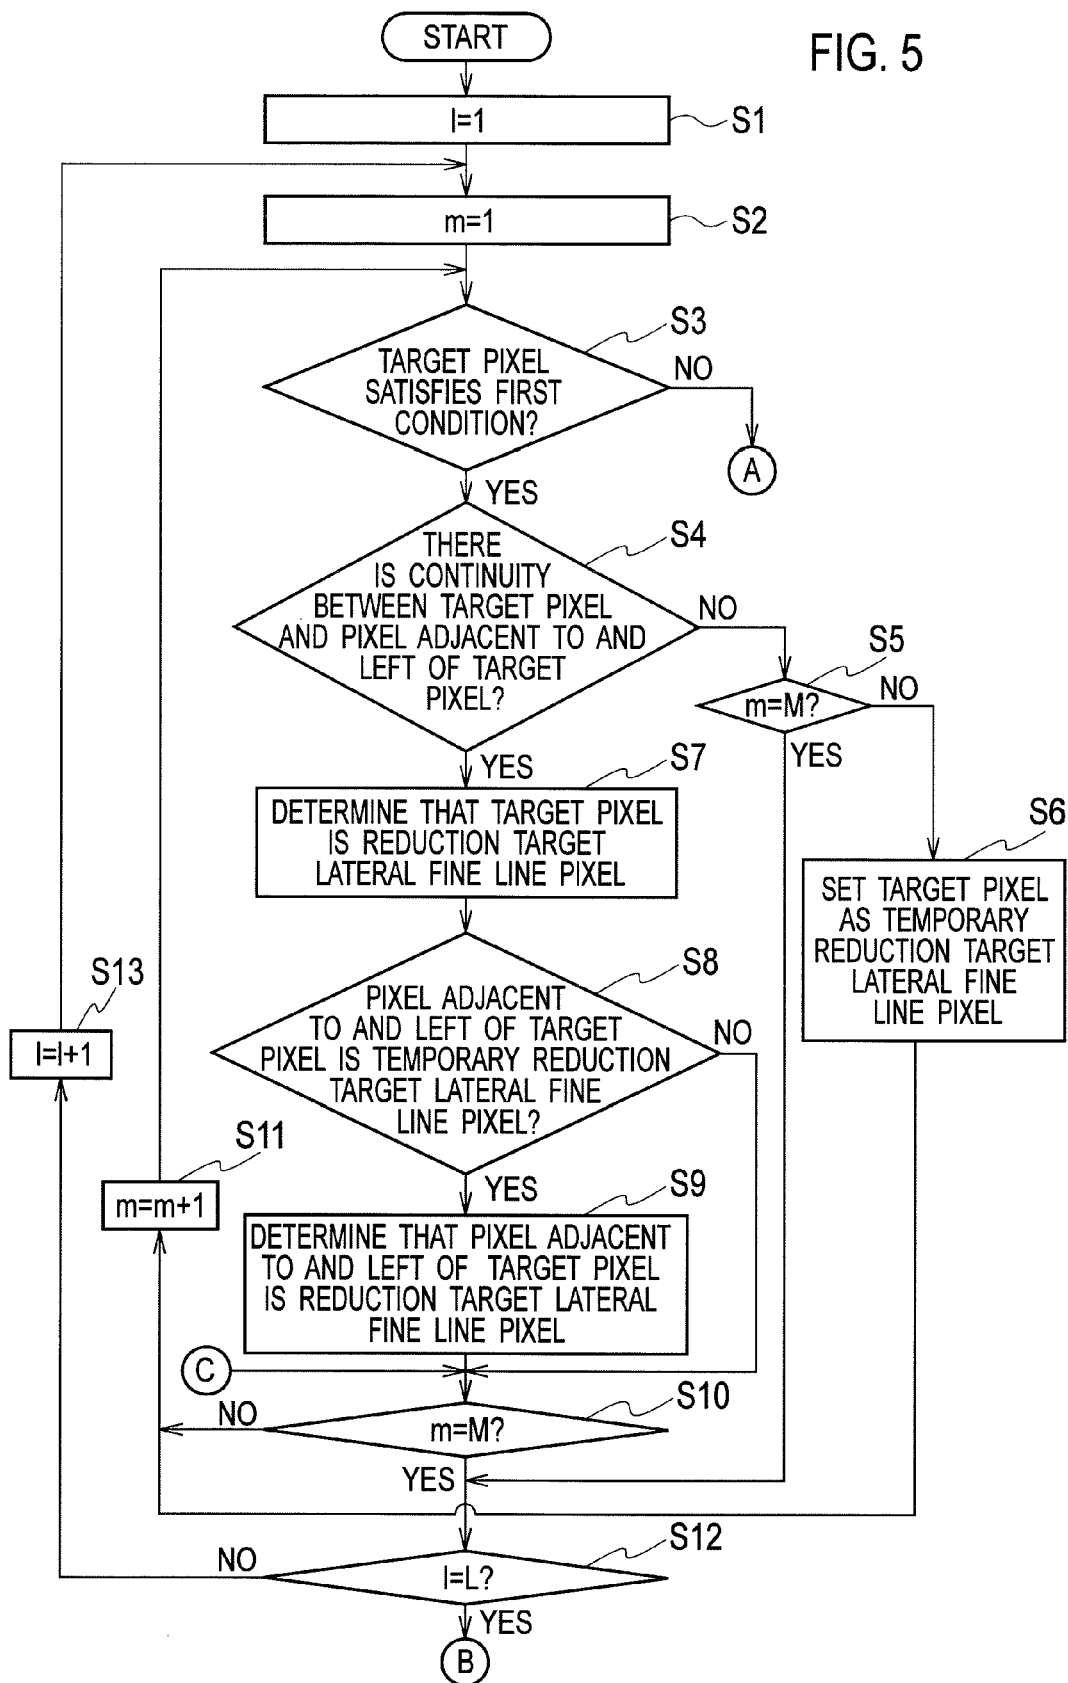 START
FIG. 5
l=1
S1
m=1
S2
S3
TARGET PIXEL
SATISFIES FIRST
CONDITION?
NO
A
YES
S4
THERE
IS CONTINUITY
BETWEEN TARGET PIXEL
AND PIXEL ADJACENT TO AND
LEFT OF TARGET
PIXEL?
NO
S5
m=M?
NO
YES
YES
S7
DETERMINE THAT TARGET PIXEL
IS REDUCTION TARGET
LATERAL FINE LINE PIXEL
S6
SET TARGET PIXEL
AS TEMPORARY
REDUCTION TARGET
LATERAL FINE
LINE PIXEL
S8
PIXEL ADJACENT
TO AND LEFT OF TARGET
PIXEL IS TEMPORARY REDUCTION
TARGET LATERAL FINE
LINE PIXEL?
NO
S13
l=l+1
S11
m=m+1
YES
S9
DETERMINE THAT PIXEL ADJACENT
TO AND LEFT OF TARGET PIXEL
IS REDUCTION TARGET LATERAL
FINE LINE PIXEL
C
S10
NO
m=M?
YES
S12
NO
l=L?
YES
B